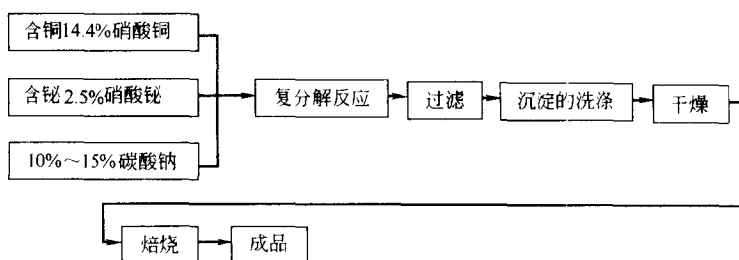 含铜14.4%硝酸铜
含铋2.5%硝酸铋
10%～15%碳酸钠
复分解反应
过滤
沉淀的洗涤
干燥
焙烧
成品